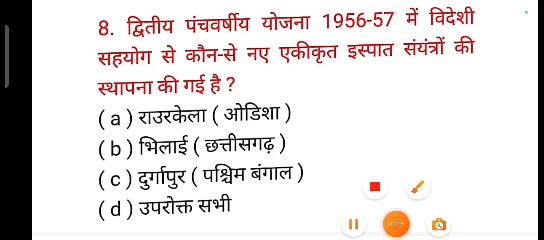 8. द्वितीय पंचवर्षीय योजना 1956-57 में विदेशी
सहयोग से कौन-से नए एकीकृत इस्पात संयंत्रों की
स्थापना की गई है ?
( a ) राउरकेला ( ओडिशा )
( b ) भिलाई ( छत्तीसगढ़ )
( c ) दुर्गापुर ( पश्चिम बंगाल )
( d ) उपरोक्त सभी